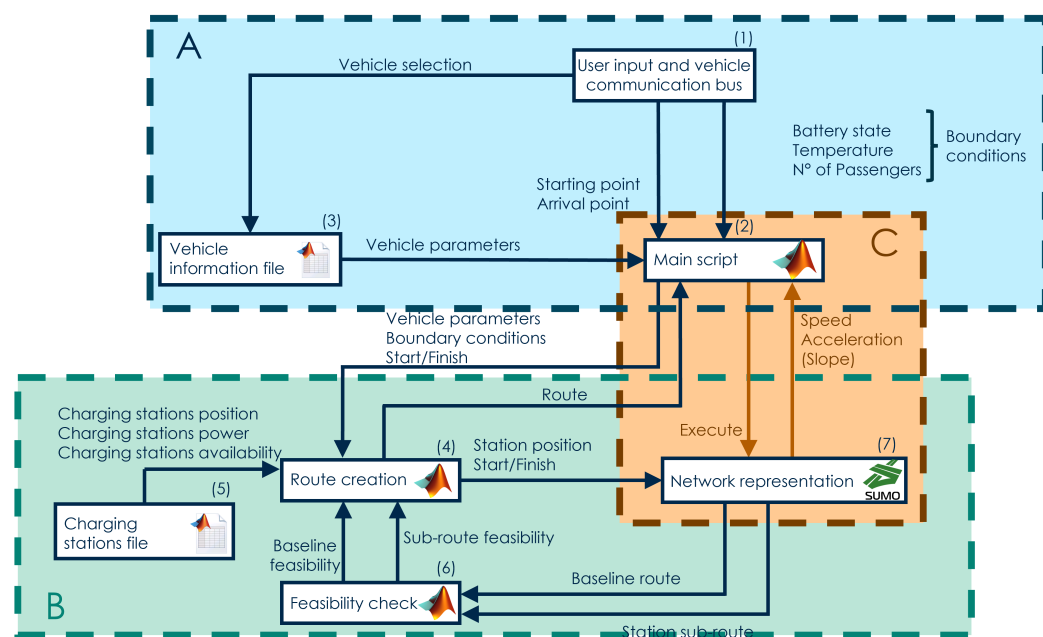 A
(1)
Vehicle selection
User input and vehicle
communication bus
Battery state
Temperature
N° of Passengers
Boundary
conditions
Starting point
Arrival point
(3)
(2)
C
Vehicle
information file
Vehicle parameters
Main script
Vehicle parameters
Boundary conditions
Start/Finish
Speed
Acceleration
(Slope)
Route
Charging stations position
Charging stations power
Charging stations availability
Execute
(4)
Station position
Start/Finish
(7)
Route creation
Network representation
SUMO
(5)
Charging
stations file
Baseline
feasibility
Sub-route feasibility
(6)
Baseline route
Feasibility check
B
Station sub-route